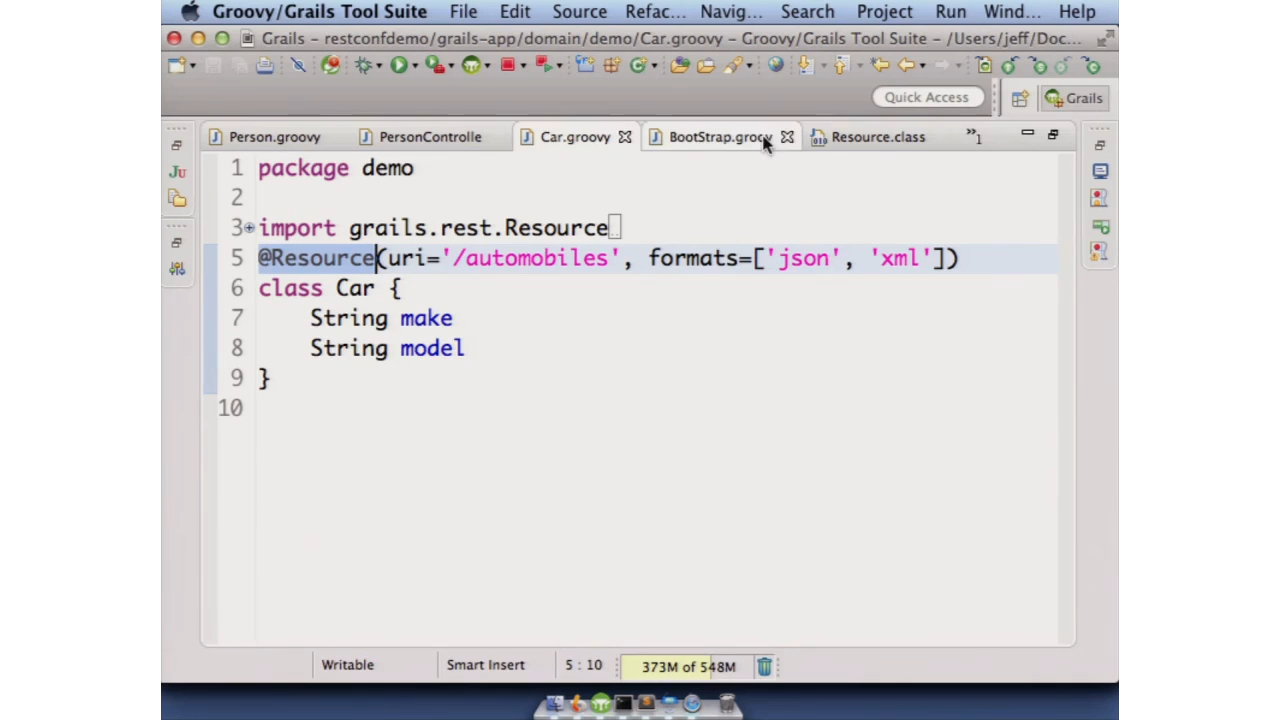 Groovy/Grails Tool Suite File Edit Source Refac... Navig... Search Project Run Wind... Help
Grails – restconfdemo/grails-app/domain/demo/Car.groovy – Groovy/Grails Tool Suite – /Users/jeff/Doc...
Quick Access Grails
Person.groovy PersonControlle Car.groovy BootStrap.groovy Resource.class »1
1 package demo
2
3 import grails.rest.Resource
5 @Resource(uri='/automobiles', formats=['json', 'xml'])
6 class Car {
7 String make
8 String model
9 }
10
Writable Smart Insert 5 : 10 373M of 548M